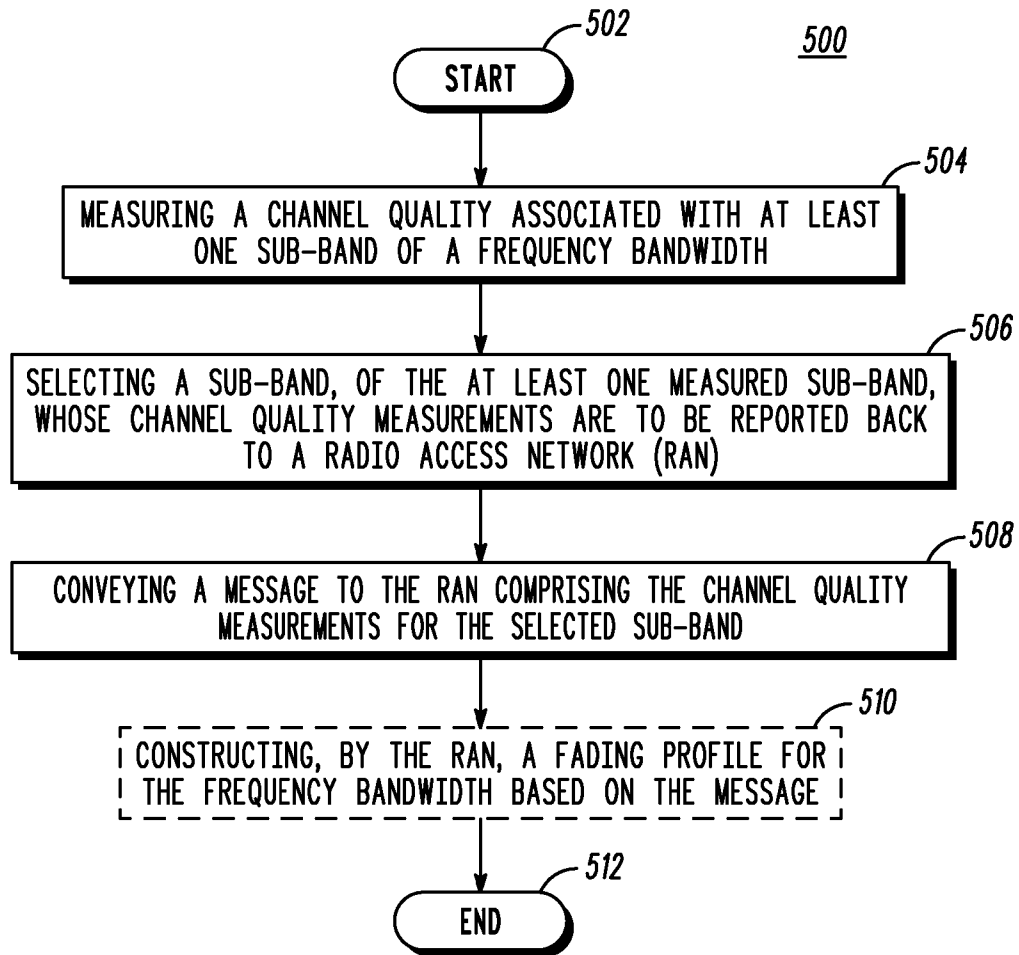 502
500
START
504
MEASURING A CHANNEL QUALITY ASSOCIATED WITH AT LEAST
ONE SUB-BAND OF A FREQUENCY BANDWIDTH
506
SELECTING A SUB-BAND, OF THE AT LEAST ONE MEASURED SUB-BAND,
WHOSE CHANNEL QUALITY MEASUREMENTS ARE TO BE REPORTED BACK
TO A RADIO ACCESS NETWORK (RAN)
508
CONVEYING A MESSAGE TO THE RAN COMPRISING THE CHANNEL QUALITY
MEASUREMENTS FOR THE SELECTED SUB-BAND
510
CONSTRUCTING, BY THE RAN, A FADING PROFILE FOR
THE FREQUENCY BANDWIDTH BASED ON THE MESSAGE
512
END